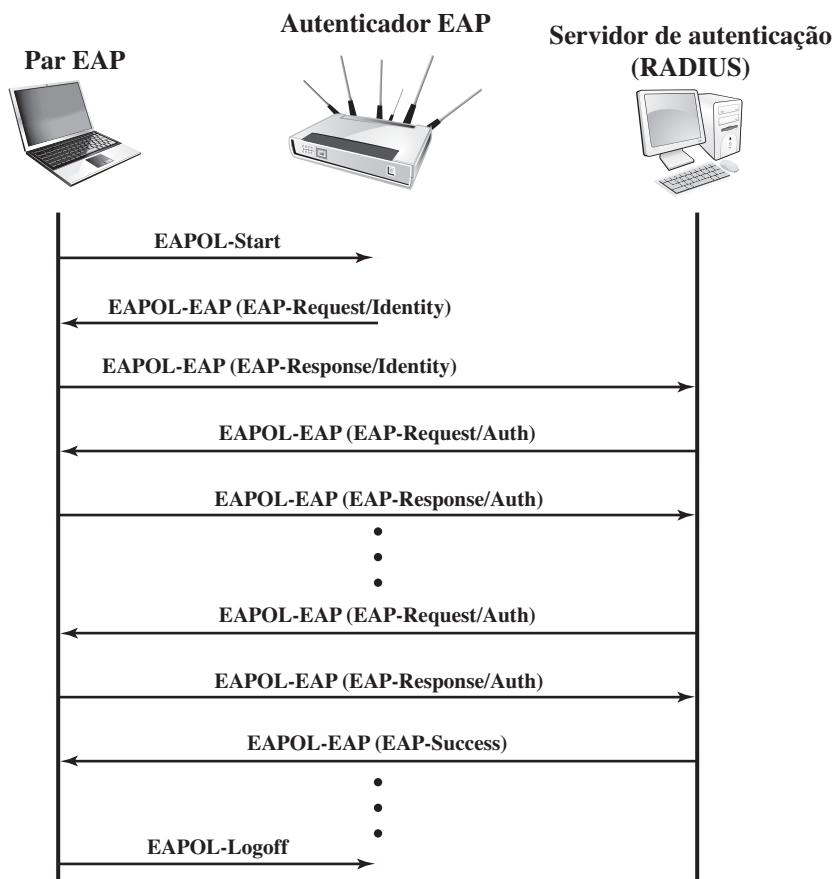 Par EAP
Autenticador EAP
Servidor de autenticação
(RADIUS)
EAPOL-Start
EAPOL-EAP (EAP-Request/Identity)
EAPOL-EAP (EAP-Response/Identity)
EAPOL-EAP (EAP-Request/Auth)
EAPOL-EAP (EAP-Response/Auth)
EAPOL-EAP (EAP-Request/Auth)
EAPOL-EAP (EAP-Response/Auth)
EAPOL-EAP (EAP-Success)
EAPOL-Logoff